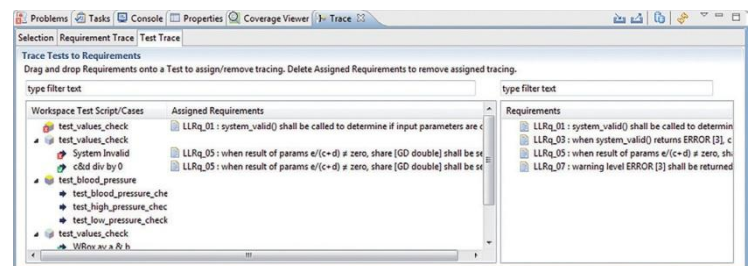 Problems Tasks Console Properties Coverage Viewer Trace
Selection Requirement Trace Test Trace
Trace Tests to Requirements
Drag and drop Requirements onto a Test to assign/remove tracing. Delete Assigned Requirements to remove assigned tracing.
type filter text type filter text
Workspace Test Script/Cases Assigned Requirements Requirements
test_values_check LLRq_01 : system_valid() shall be called to determine if input parameters are c LLRq_01 : system_valid() shall be called to determin
test_values_check LLRq_03 : when system_valid() returns ERROR [3], c
System Invalid LLRq_05 : when result of params e/(c+d) ≠ zero, share [GD double] shall be se LLRq_05 : when result of params e/(c+d) ≠ zero, sh
c&d div by 0 LLRq_05 : when result of params e/(c+d) ≠ zero, share [GD double] shall be se LLRq_07 : warning level ERROR [3] shall be returned
test_blood_pressure
test_blood_pressure_che
test_high_pressure_chec
test_low_pressure_check
test_values_check
WBox av a & b